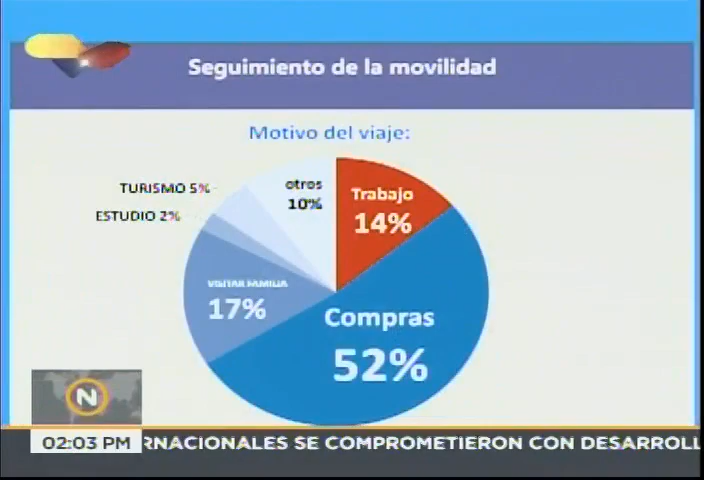 Seguimiento de la movilidad
Motivo del viaje:
TURISMO 5%
otros
10%
Trabajo
14%
ESTUDIO 2%
VISITAR FAMILIA
17%
Compras
52%
N
02:03 PM
RNACIONALES SE COMPROMETIERON CON DESARROLL